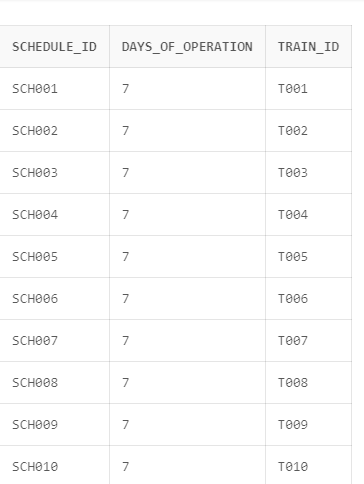 SCHEDULE_ID DAYS_OF_OPERATION TRAIN_ID
SCH001 7 T001
SCH002 7 T002
SCH003 7 T003
SCH004 7 T004
SCH005 7 T005
SCH006 7 T006
SCH007 7 T007
SCH008 7 T008
SCH009 7 T009
SCH010 7 T010